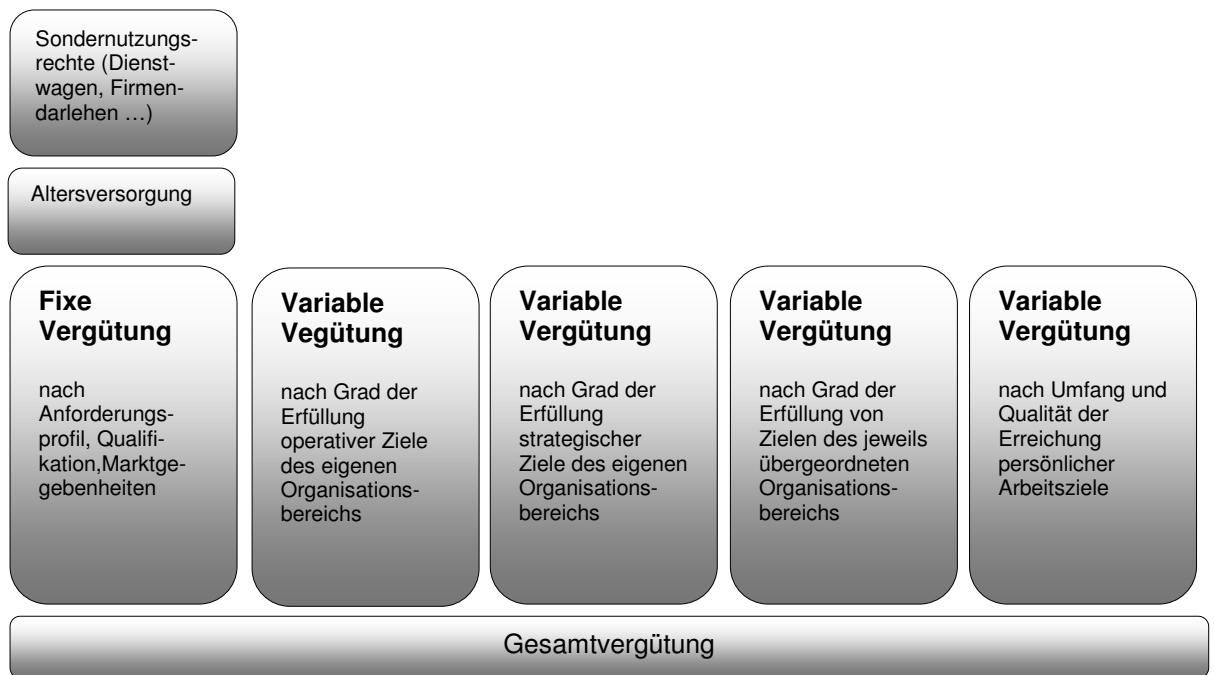 Sondernutzungs-
rechte (Dienst-
wagen, Firmen-
darlehen …)
Altersversorgung
Fixe
Vergütung
nach
Anforderungs-
profil, Qualifi-
kation,Marktge-
gebenheiten
Variable
Vegütung
nach Grad der
Erfüllung
operativer Ziele
des eigenen
Organisations-
bereichs
Variable
Vergütung
nach Grad der
Erfüllung
strategischer
Ziele des eigenen
Organisations-
bereichs
Variable
Vergütung
nach Grad der
Erfüllung von
Zielen des jeweils
übergeordneten
Organisations-
bereichs
Variable
Vergütung
nach Umfang und
Qualität der
Erreichung
persönlicher
Arbeitsziele
Gesamtvergütung